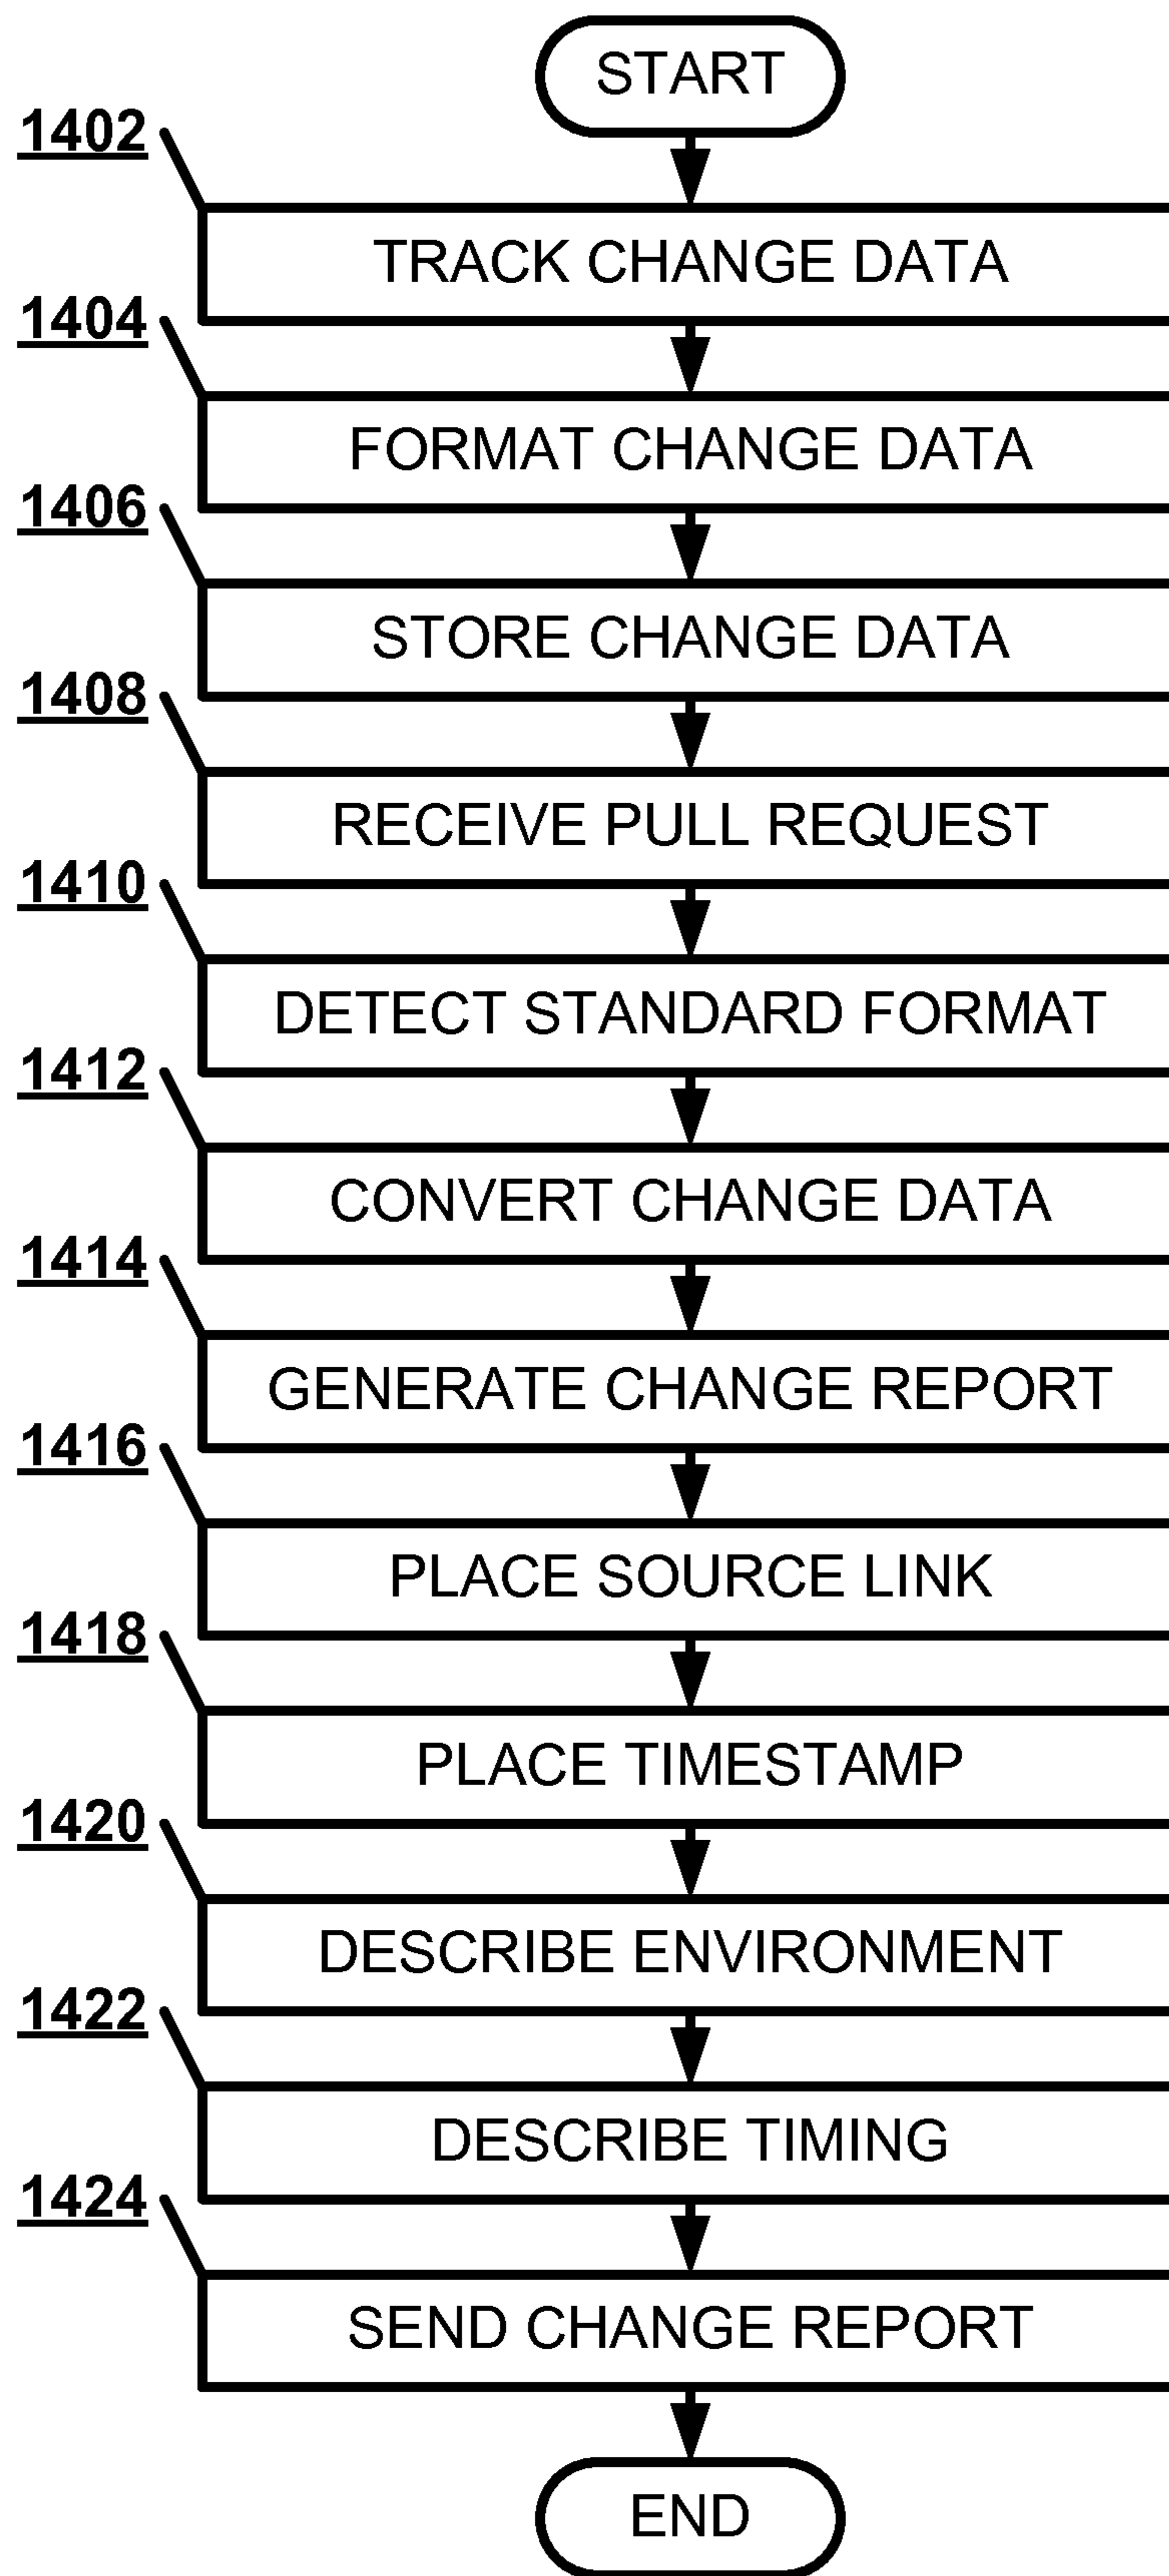 START
1402
TRACK CHANGE DATA
1404
FORMAT CHANGE DATA
1406
STORE CHANGE DATA
1408
RECEIVE PULL REQUEST
1410
DETECT STANDARD FORMAT
1412
CONVERT CHANGE DATA
1414
GENERATE CHANGE REPORT
1416
PLACE SOURCE LINK
1418
PLACE TIMESTAMP
1420
DESCRIBE ENVIRONMENT
1422
DESCRIBE TIMING
1424
SEND CHANGE REPORT
END